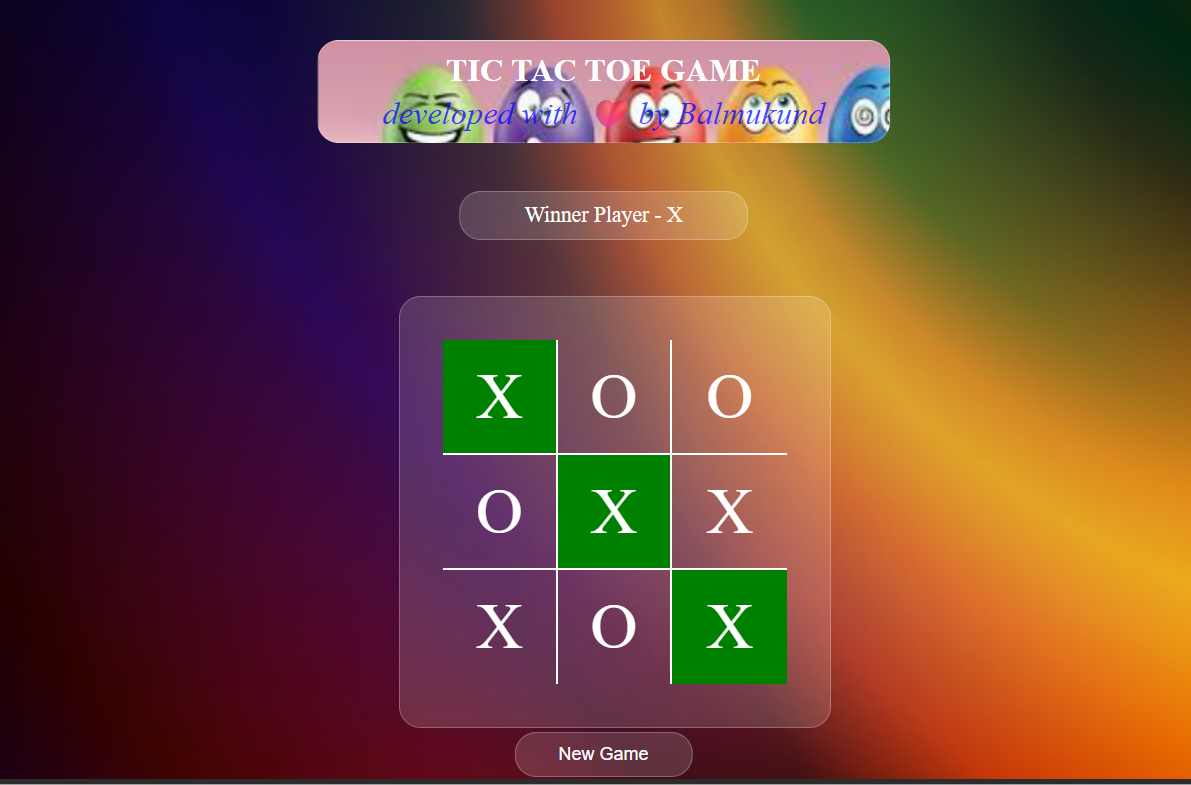 TIC TAC TOE GAME
developed with 💗 by Balmukund
Winner Player - X
X O O
O X X
X O X
New Game